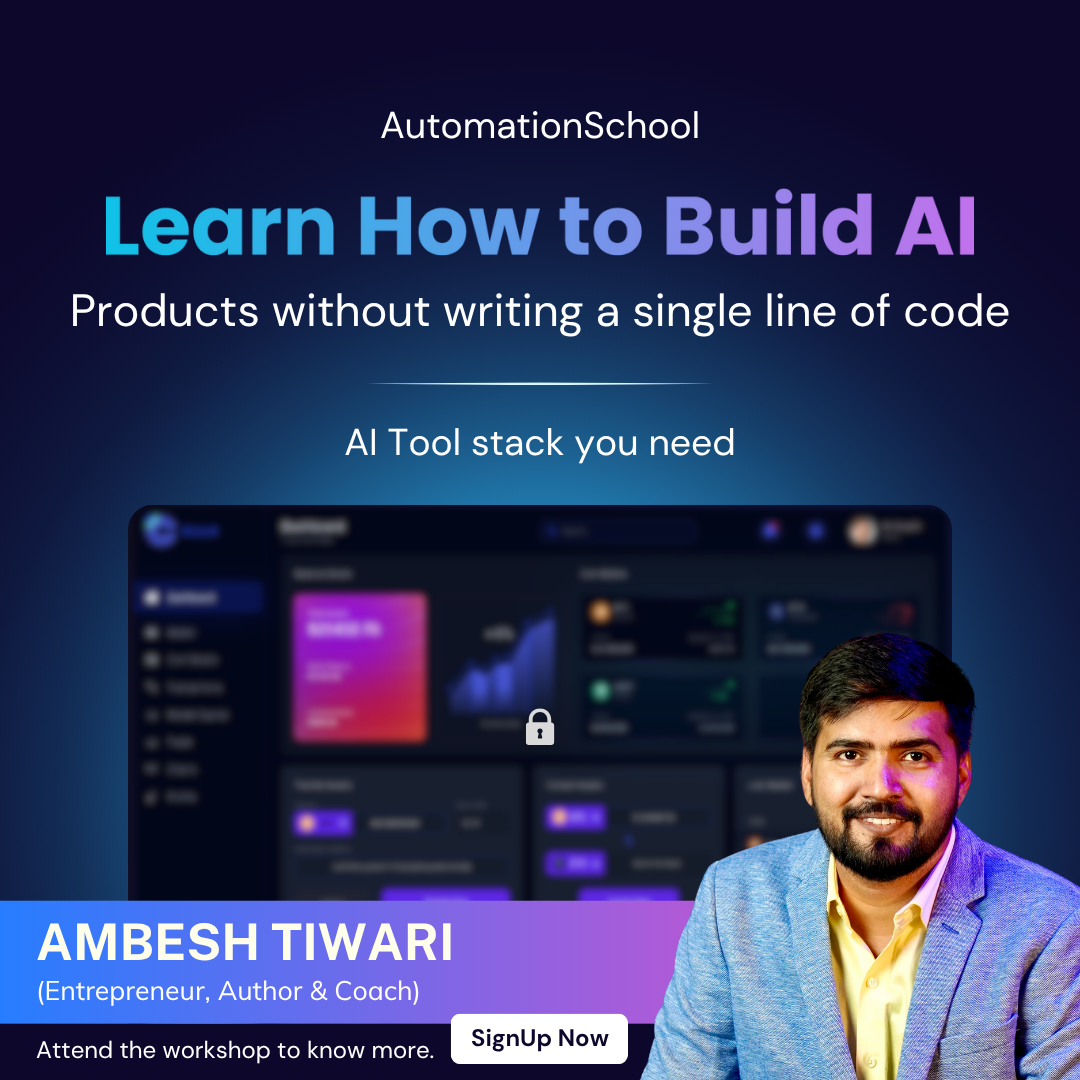 AutomationSchool
Learn How to Build AI
Products without writing a single line of code
AI Tool stack you need
AMBESH TIWARI
(Entrepreneur, Author & Coach)
Attend the workshop to know more.
SignUp Now